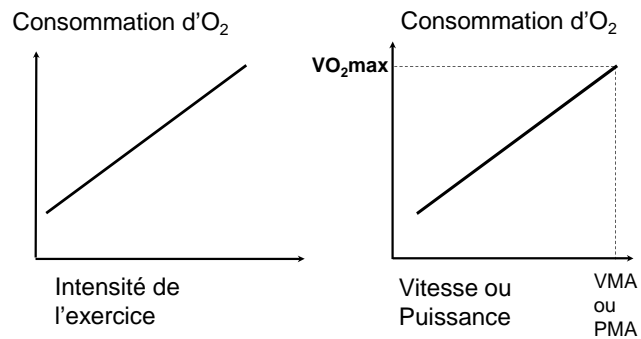 Consommation d'O₂
Intensité de
l'exercice
Consommation d'O₂
VO₂max
Vitesse ou
Puissance
VMA
ou
PMA